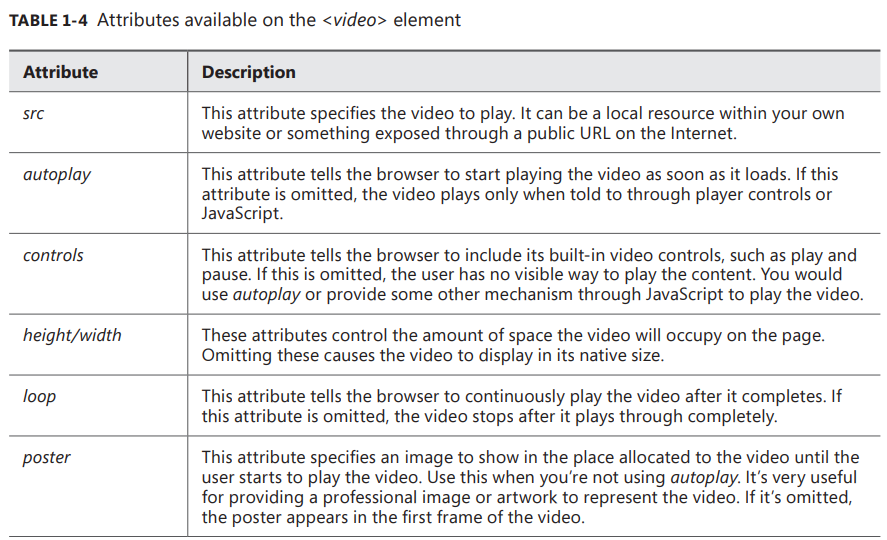 TABLE 1-4 Attributes available on the <video> element
Attribute Description
src This attribute specifies the video to play. It can be a local resource within your own
website or something exposed through a public URL on the Internet.
autoplay This attribute tells the browser to start playing the video as soon as it loads. If this
attribute is omitted, the video plays only when told to through player controls or
JavaScript.
controls This attribute tells the browser to include its built-in video controls, such as play and
pause. If this is omitted, the user has no visible way to play the content. You would
use autoplay or provide some other mechanism through JavaScript to play the video.
height/width These attributes control the amount of space the video will occupy on the page.
Omitting these causes the video to display in its native size.
loop This attribute tells the browser to continuously play the video after it completes. If
this attribute is omitted, the video stops after it plays through completely.
poster This attribute specifies an image to show in the place allocated to the video until the
user starts to play the video. Use this when you’re not using autoplay. It’s very useful
for providing a professional image or artwork to represent the video. If it’s omitted,
the poster appears in the first frame of the video.